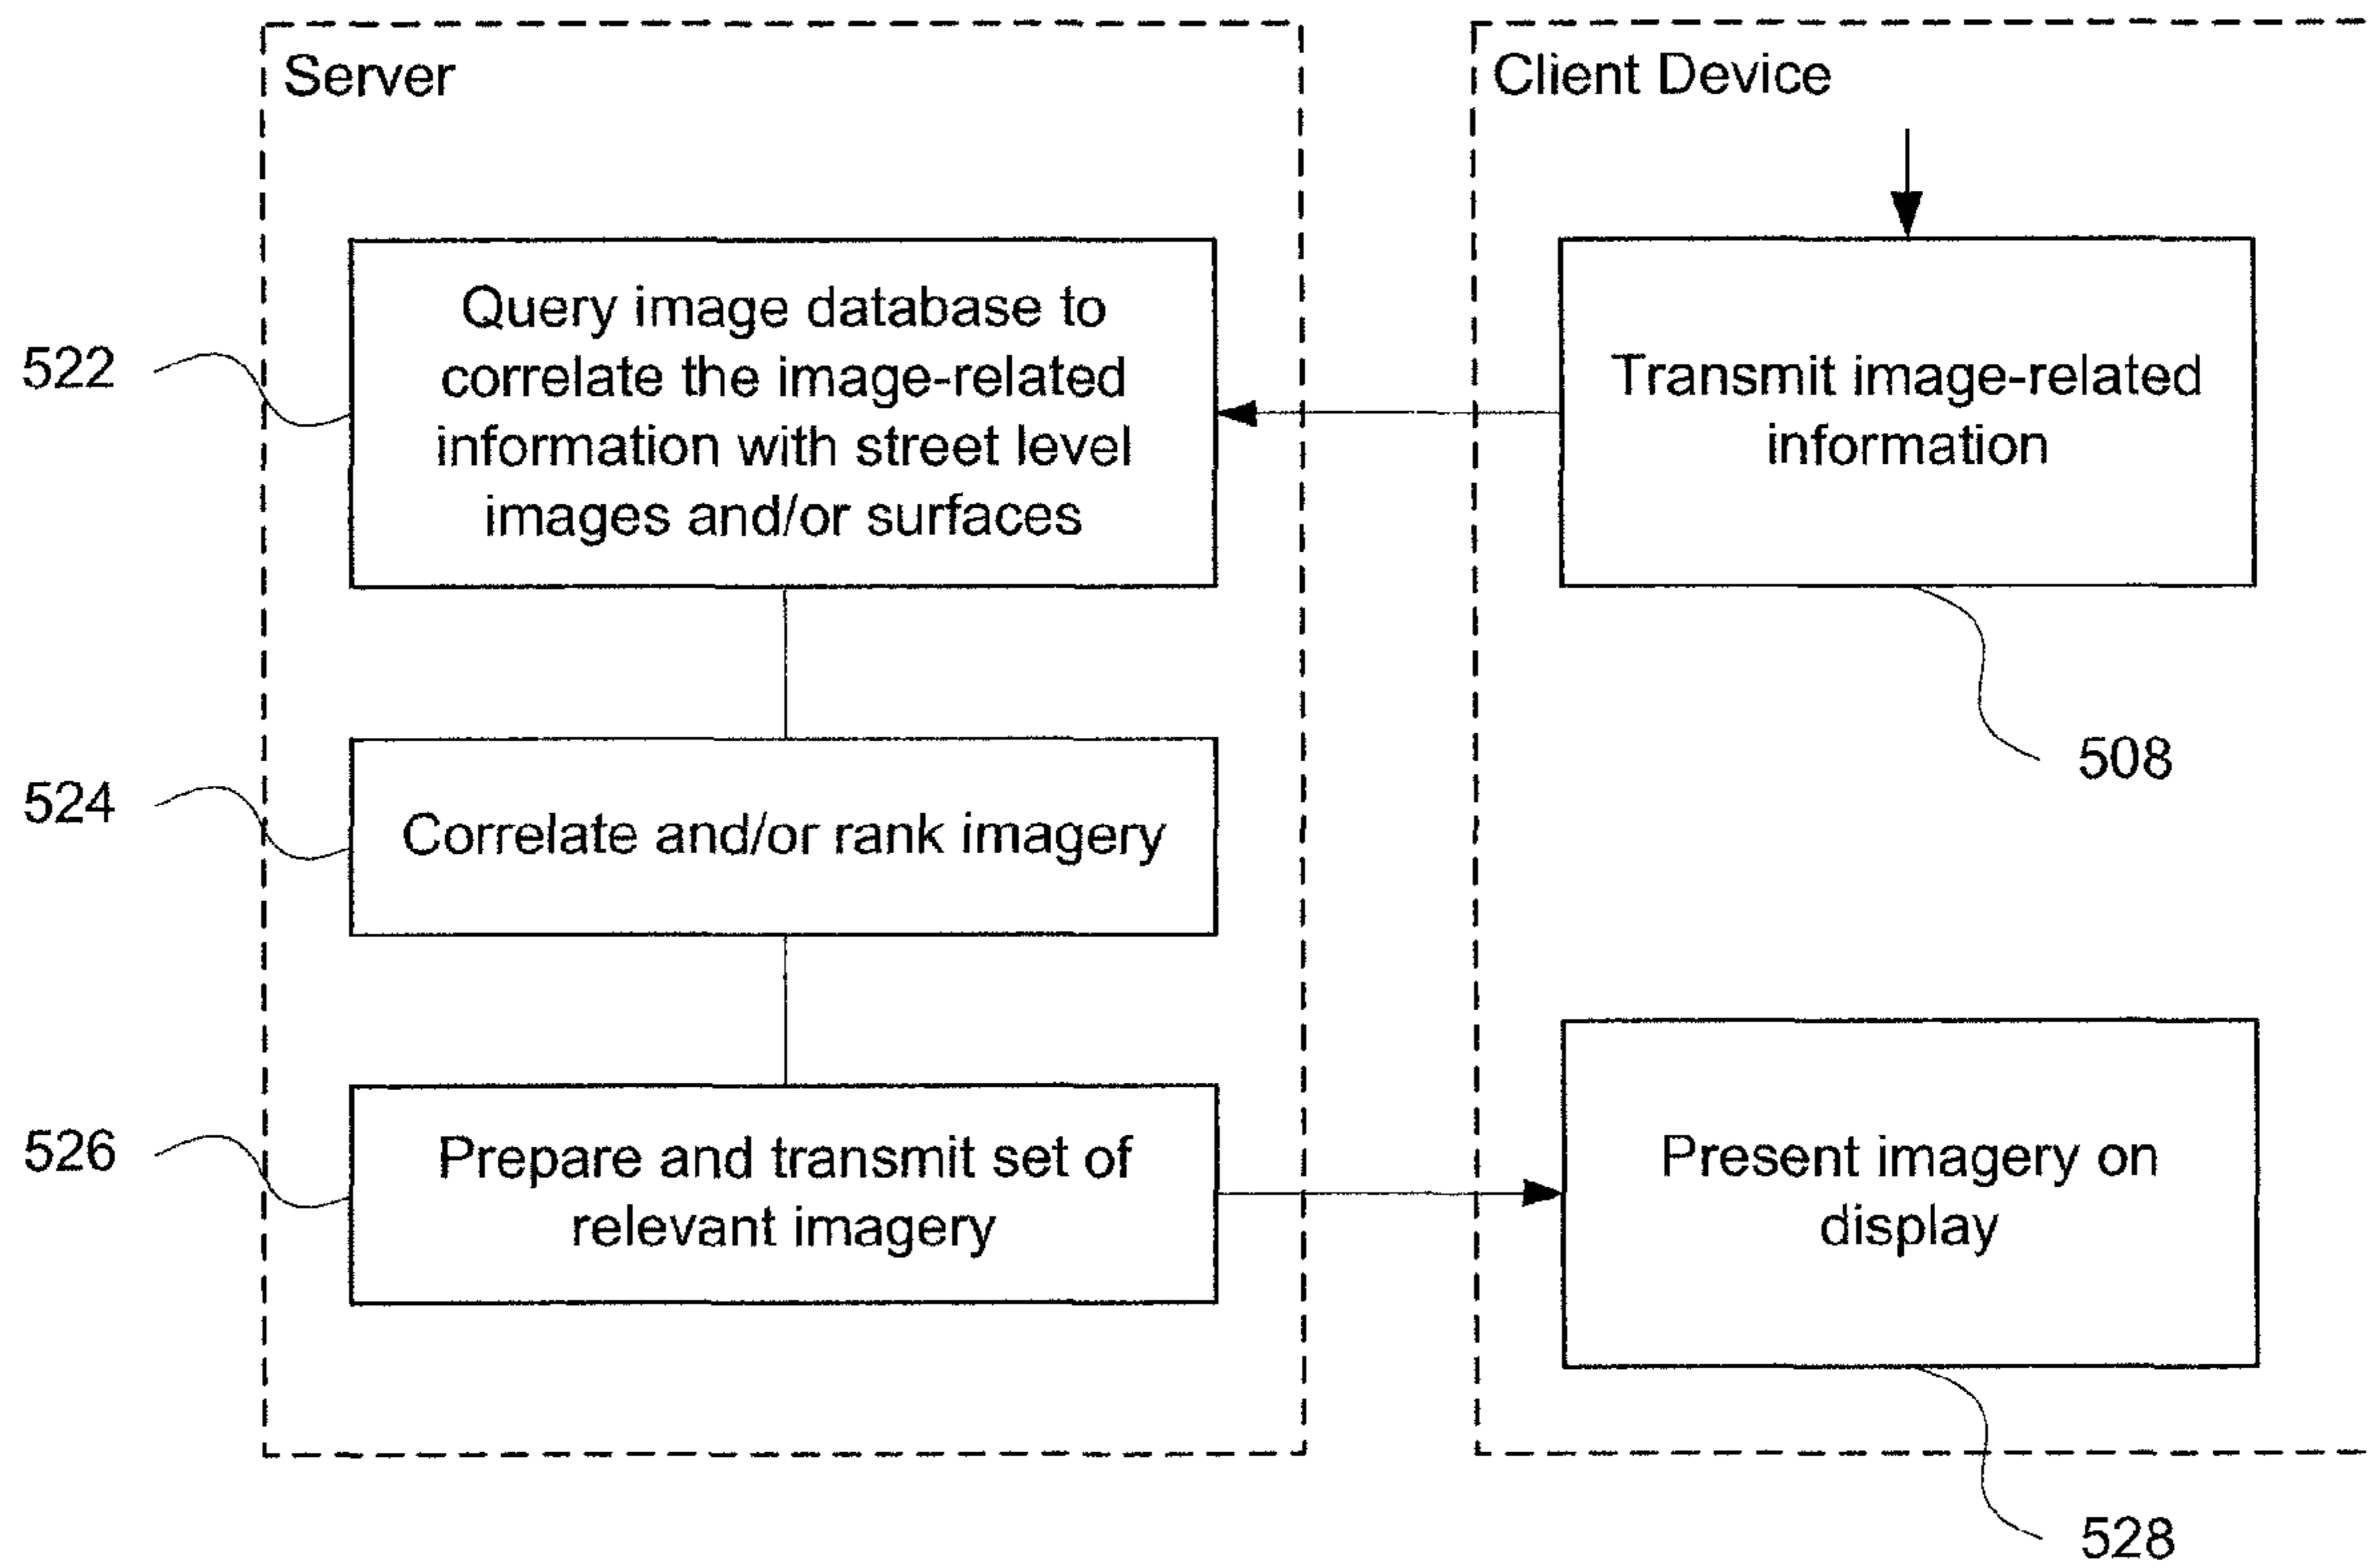 Server
522
Query image database to
correlate the image-related
information with street level
images and/or surfaces
524
Correlate and/or rank imagery
526
Prepare and transmit set of
relevant imagery
Client Device
Transmit image-related
information
508
Present imagery on
display
528